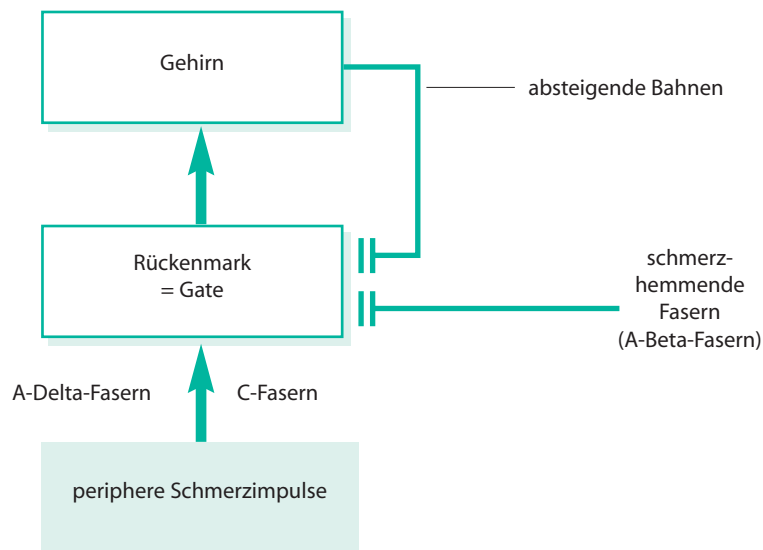 Gehirn
absteigende Bahnen
Rückenmark
= Gate
schmerz-
hemmende
Fasern
(A-Beta-Fasern)
A-Delta-Fasern
C-Fasern
periphere Schmerzimpulse